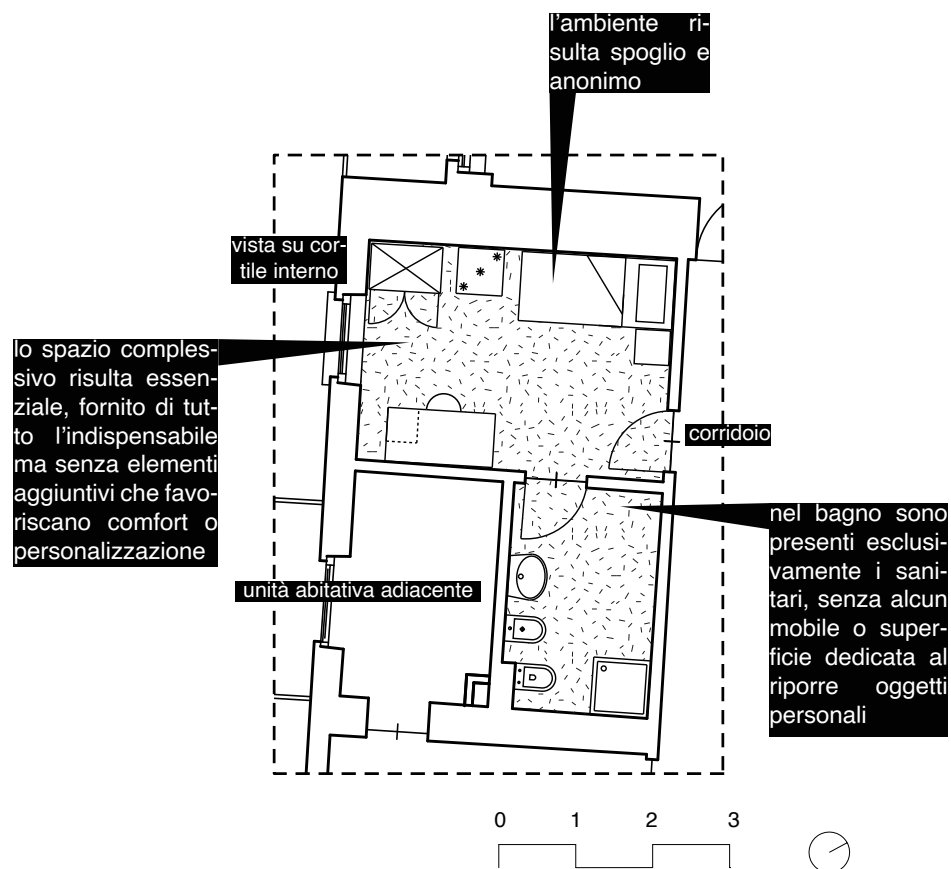 l'ambiente ri-
sulta spoglio e
anonimo
vista su cor-
tile interno
lo spazio comples-
sivo risulta essen-
ziale, fornito di tut-
to l'indispensabile
ma senza elementi
aggiuntivi che favo-
riscano comfort o
personalizzazione
corridoio
nel bagno sono
presenti esclusi-
vamente i sani-
tari, senza alcun
mobile o super-
ficie dedicata al
riporre oggetti
personali
unità abitativa adiacente
0 1 2 3